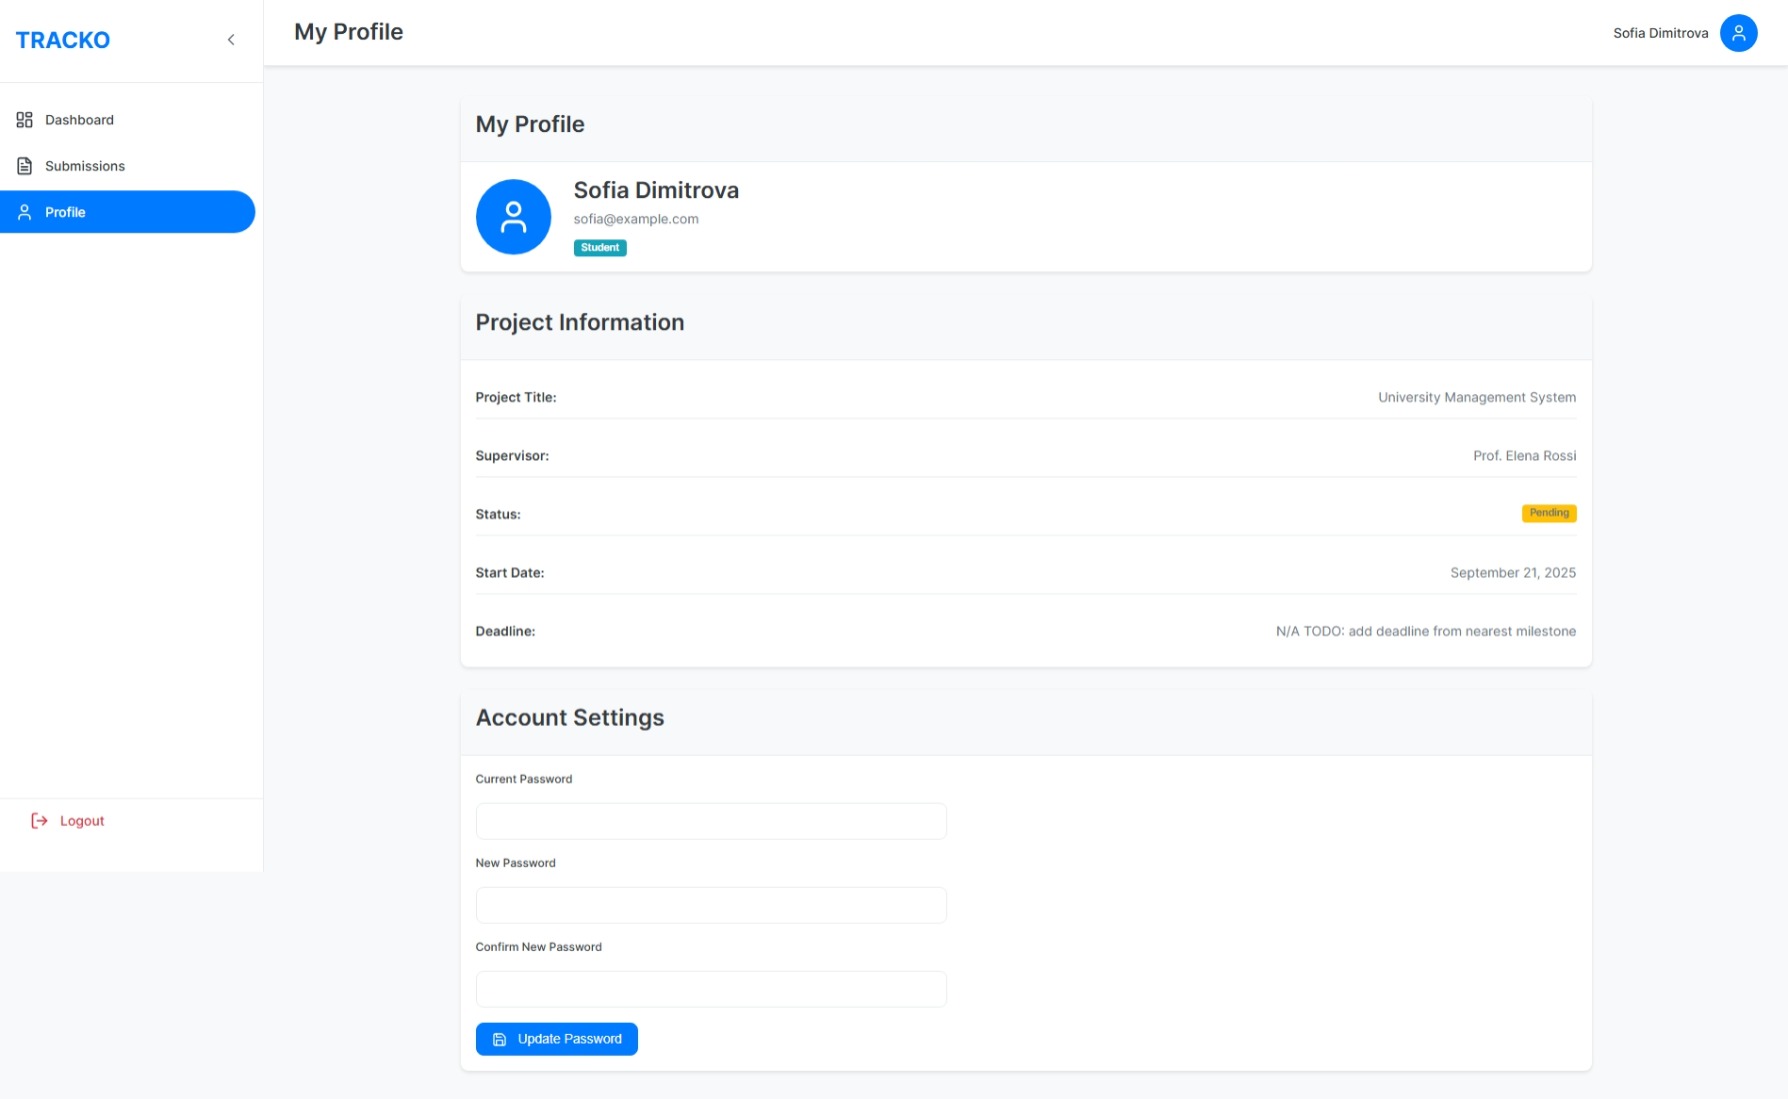 TRACKO
My Profile
Sofia Dimitrova
Dashboard
Submissions
Profile
Logout
My Profile
Sofia Dimitrova
sofia@example.com
Student
Project Information
Project Title: University Management System
Supervisor: Prof. Elena Rossi
Status: Pending
Start Date: September 21, 2025
Deadline: N/A TODO: add deadline from nearest milestone
Account Settings
Current Password
New Password
Confirm New Password
Update Password